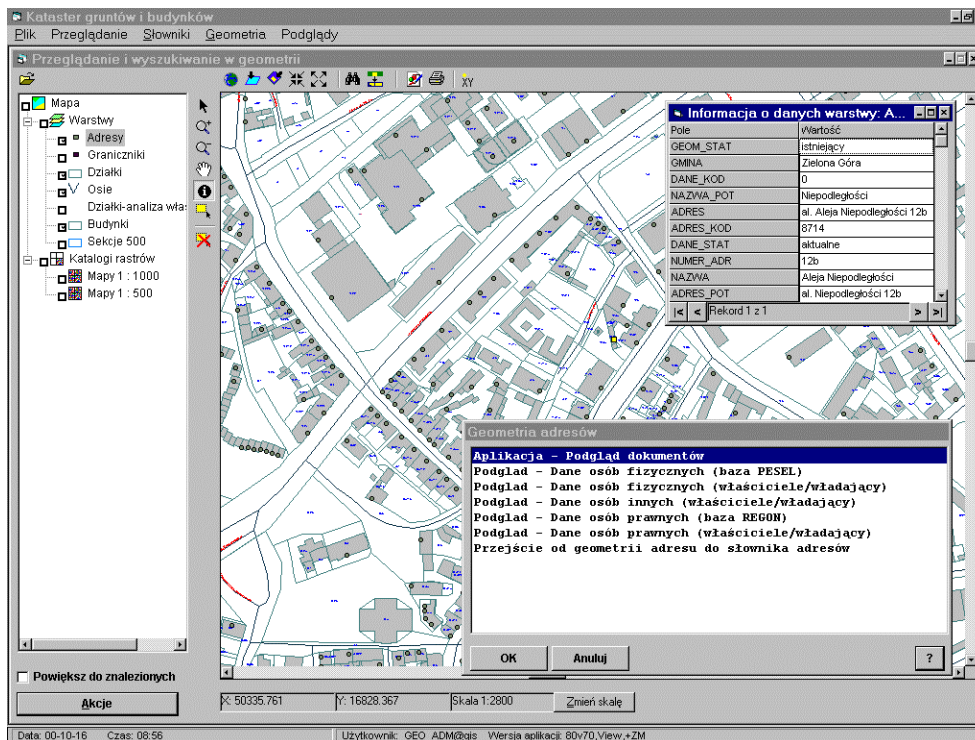 Kataster gruntów i budynków
Plik Przeglądanie Słowniki Geometria Podglądy
Przeglądanie i wyszukiwanie w geometrii
XY
Mapa
Warstwy
Adresy
Graniczniki
Działki
Osie
Działki-analiza włas
Budynki
Sekcje 500
Katalogi rastrów
Mapy 1 : 1000
Mapy 1 : 500
Informacja o danych warstwy: A...
Pole Wartość
GEOM_STAT istniejący
GMINA Zielona Góra
DANE_KOD 0
NAZWA_POT Niepodległości
ADRES al. Aleja Niepodległości 12b
ADRES_KOD 8714
DANE_STAT aktualne
NUMER_ADR 12b
NAZWA Aleja Niepodległości
ADRES_POT al. Niepodległości 12b
Rekord 1 z 1
Geometria adresów
Aplikacja - Podgląd dokumentów
Podglad - Dane osób fizycznych (baza PESEL)
Podglad - Dane osób fizycznych (właściciele/władający)
Podglad - Dane osób innych (właściciele/władający)
Podglad - Dane osób prawnych (baza REGON)
Podglad - Dane osób prawnych (właściciele/władający)
Przejście od geometrii adresu do słownika adresów
OK Anuluj ?
Powiększ do znalezionych
Akcje
X: 50335.761 Y: 16828.367 Skala 1:2800 Zmień skalę
Data: 00-10-16 Czas: 08:56 Użytkownik: GEO_ADM@gis Wersja aplikacji: 80v70,View,+ZM